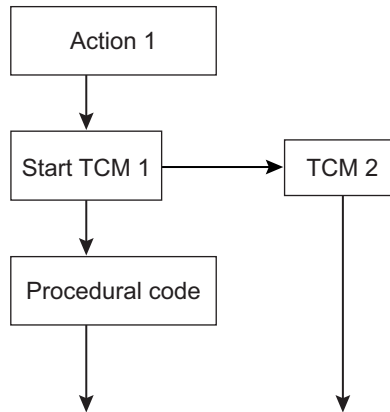 Action 1
Start TCM 1
TCM 2
Procedural code